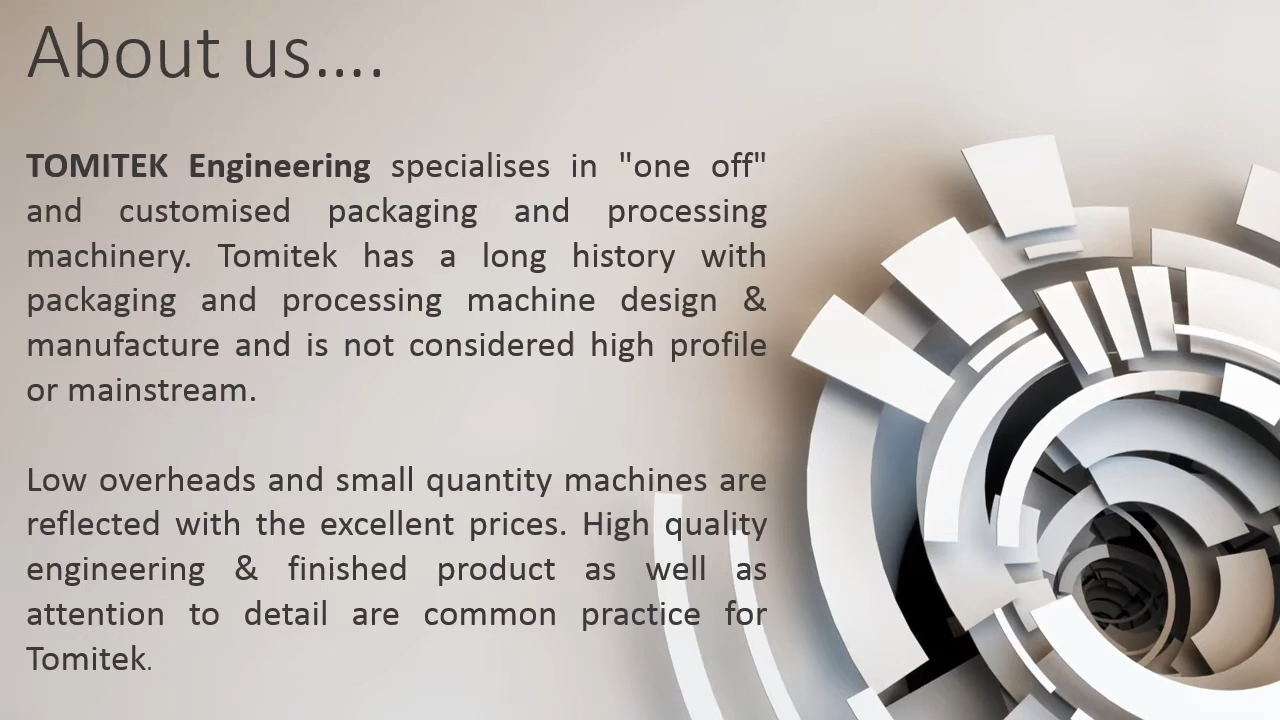 About us....
TOMITEK Engineering specialises in "one off"
and customised packaging and processing
machinery. Tomitek has a long history with
packaging and processing machine design &
manufacture and is not considered high profile
or mainstream.
Low overheads and small quantity machines are
reflected with the excellent prices. High quality
engineering & finished product as well as
attention to detail are common practice for
Tomitek.